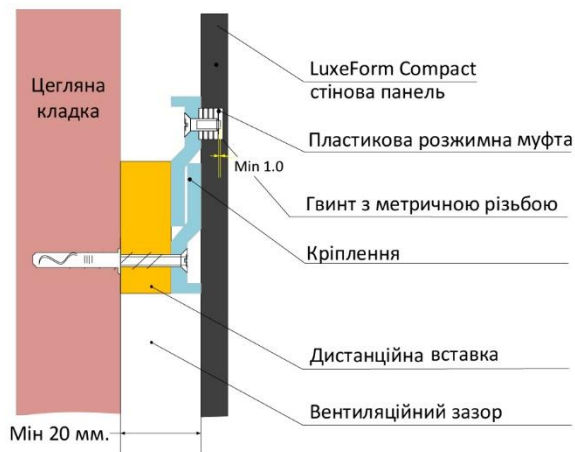 Цегляна
кладка
LuxeForm Compact
стінова панель
Пластикова розжимна муфта
Min 1.0
Гвинт з метричною різьбою
Кріплення
Дистанційна вставка
Вентиляційний зазор
Мін 20 мм.